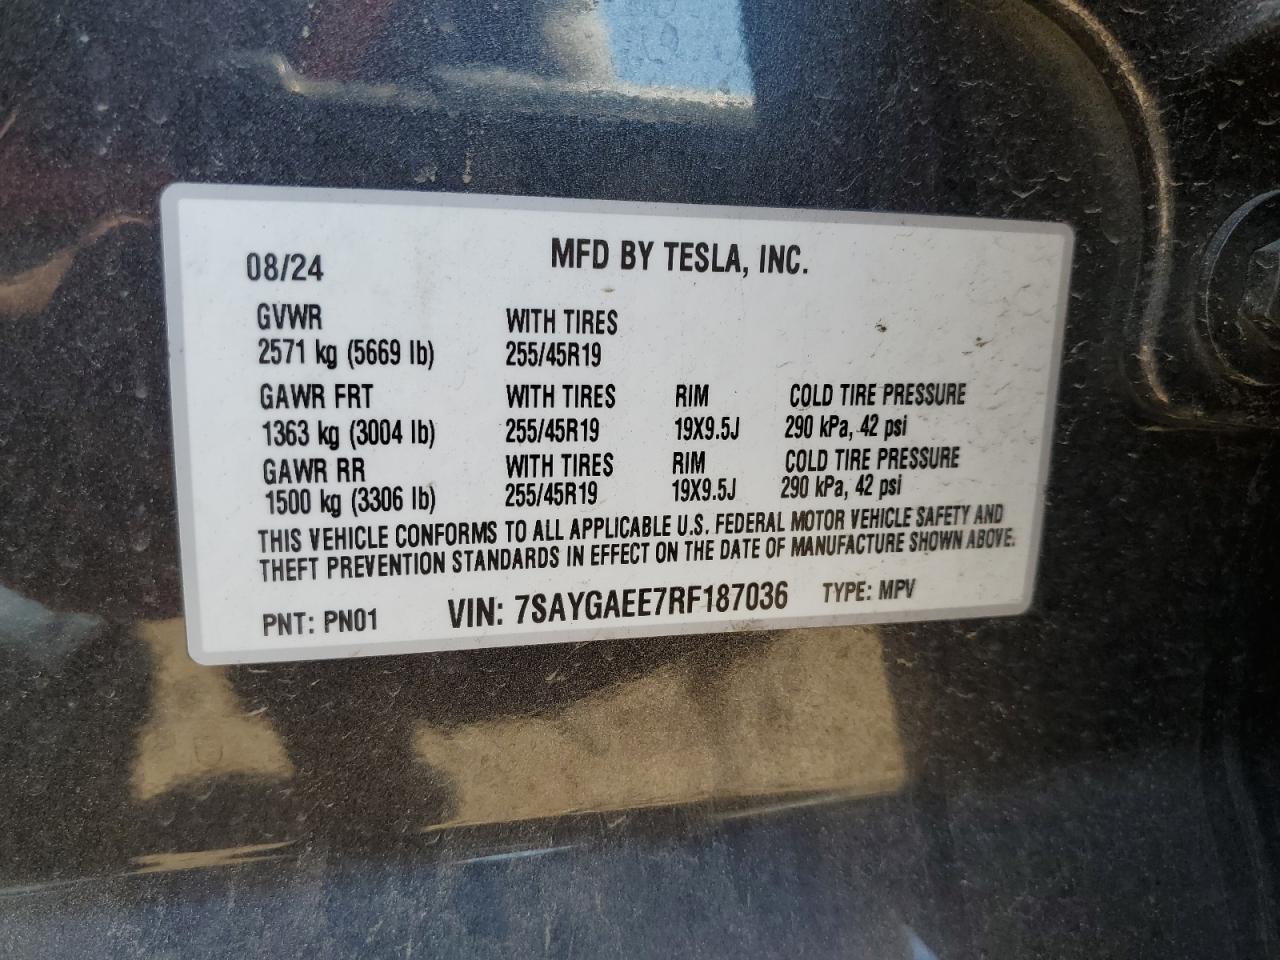 08/24 MFD BY TESLA, INC.
GVWR WITH TIRES
2571 kg (5669 lb) 255/45R19
GAWR FRT WITH TIRES RIM COLD TIRE PRESSURE
1363 kg (3004 lb) 255/45R19 19X9.5J 290 kPa, 42 psi
GAWR RR WITH TIRES RIM COLD TIRE PRESSURE
1500 kg (3306 lb) 255/45R19 19X9.5J 290 kPa, 42 psi
THIS VEHICLE CONFORMS TO ALL APPLICABLE U.S. FEDERAL MOTOR VEHICLE SAFETY AND
THEFT PREVENTION STANDARDS IN EFFECT ON THE DATE OF MANUFACTURE SHOWN ABOVE.
PNT: PN01 VIN: 7SAYGAEE7RF187036 TYPE: MPV